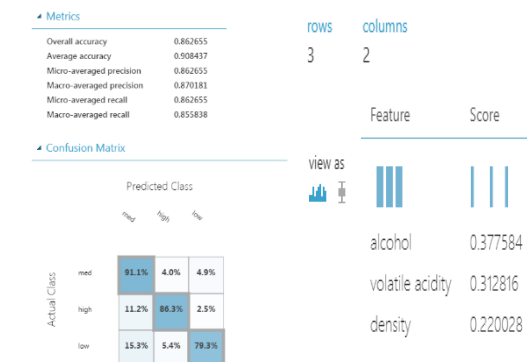 Metrics
Overall accuracy 0.862655
Average accuracy 0.908437
Micro-averaged precision 0.862655
Macro-averaged precision 0.870181
Micro-averaged recall 0.862655
Macro-averaged recall 0.855838
Confusion Matrix
Predicted Class
med high low
Actual Class
med 91.1% 4.0% 4.9%
high 11.2% 86.3% 2.5%
low 15.3% 5.4% 79.3%
rows columns
3 2
Feature Score
view as
alcohol 0.377584
volatile acidity 0.312816
density 0.220028